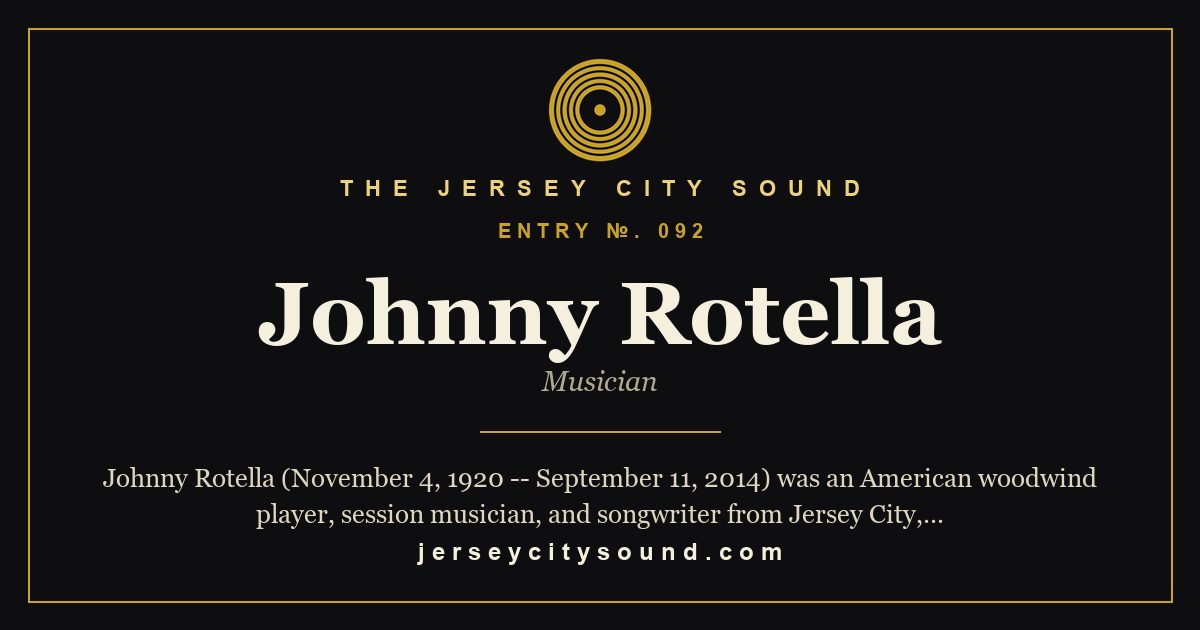 THE JERSEY CITY SOUND
ENTRY №. 092
Johnny Rotella
Musician
Johnny Rotella (November 4, 1920 -- September 11, 2014) was an American woodwind
player, session musician, and songwriter from Jersey City,...
jerseycitysound.com